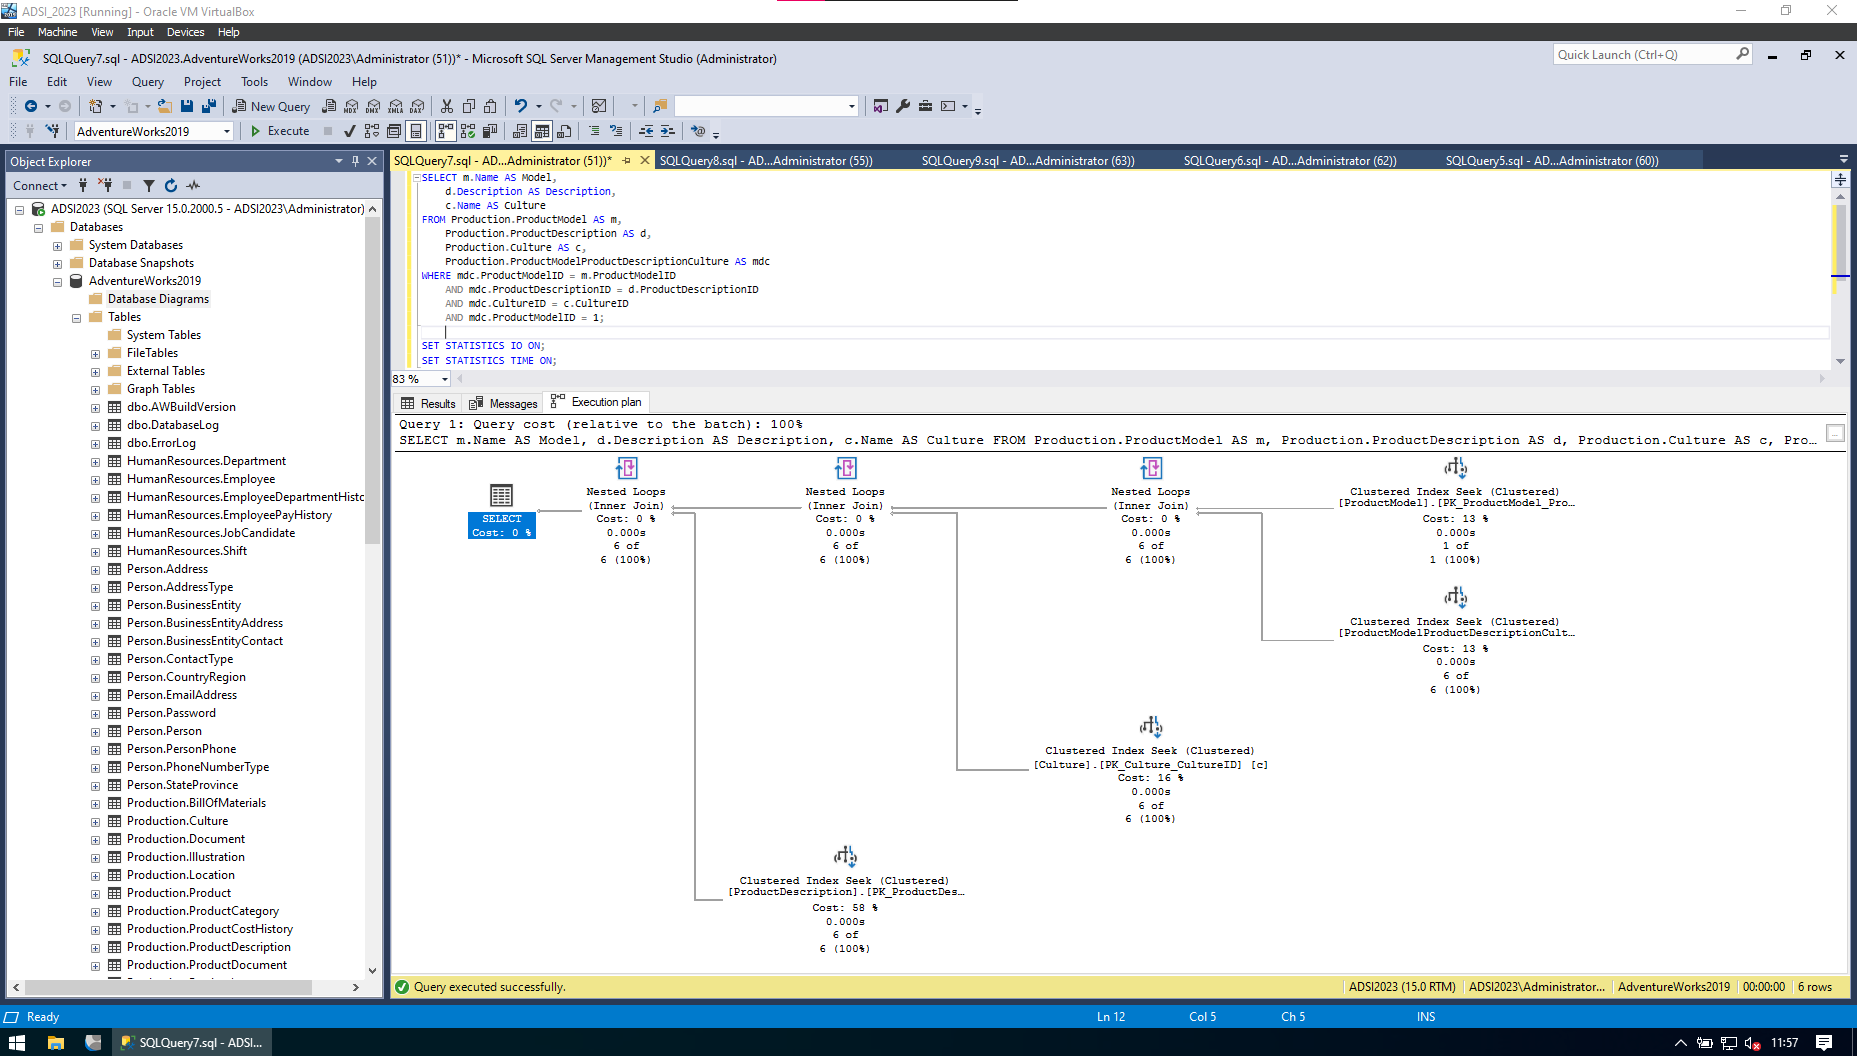 ADSI_2023 [Running] - Oracle VM VirtualBox
File Machine View Input Devices Help
SQLQuery7.sql - ADSI2023.AdventureWorks2019 (ADSI2023\Administrator (51))* - Microsoft SQL Server Management Studio (Administrator)
Quick Launch (Ctrl+Q)
File Edit View Query Project Tools Window Help
New Query
MDX DMX XMLA DAX
AdventureWorks2019
Execute
Object Explorer
Connect
ADSI2023 (SQL Server 15.0.2000.5 - ADSI2023\Administrator)
Databases
System Databases
Database Snapshots
AdventureWorks2019
Database Diagrams
Tables
System Tables
FileTables
External Tables
Graph Tables
dbo.AWBuildVersion
dbo.DatabaseLog
dbo.ErrorLog
HumanResources.Department
HumanResources.Employee
HumanResources.EmployeeDepartmentHistc
HumanResources.EmployeePayHistory
HumanResources.JobCandidate
HumanResources.Shift
Person.Address
Person.AddressType
Person.BusinessEntity
Person.BusinessEntityAddress
Person.BusinessEntityContact
Person.ContactType
Person.CountryRegion
Person.EmailAddress
Person.Password
Person.Person
Person.PersonPhone
Person.PhoneNumberType
Person.StateProvince
Production.BillOfMaterials
Production.Culture
Production.Document
Production.Illustration
Production.Location
Production.Product
Production.ProductCategory
Production.ProductCostHistory
Production.ProductDescription
Production.ProductDocument
SQLQuery7.sql - AD...Administrator (51))*
SQLQuery8.sql - AD...Administrator (55))
SQLQuery9.sql - AD...Administrator (63))
SQLQuery6.sql - AD...Administrator (62))
SQLQuery5.sql - AD...Administrator (60))
SELECT m.Name AS Model,
d.Description AS Description,
c.Name AS Culture
FROM Production.ProductModel AS m,
Production.ProductDescription AS d,
Production.Culture AS c,
Production.ProductModelProductDescriptionCulture AS mdc
WHERE mdc.ProductModelID = m.ProductModelID
AND mdc.ProductDescriptionID = d.ProductDescriptionID
AND mdc.CultureID = c.CultureID
AND mdc.ProductModelID = 1;
SET STATISTICS IO ON;
SET STATISTICS TIME ON;
83 %
Results
Messages
Execution plan
Query 1: Query cost (relative to the batch): 100%
SELECT m.Name AS Model, d.Description AS Description, c.Name AS Culture FROM Production.ProductModel AS m, Production.ProductDescription AS d, Production.Culture AS c, Pro...
SELECT
Cost: 0 %
Nested Loops
(Inner Join)
Cost: 0 %
0.000s
6 of
6 (100%)
Nested Loops
(Inner Join)
Cost: 0 %
0.000s
6 of
6 (100%)
Nested Loops
(Inner Join)
Cost: 0 %
0.000s
6 of
6 (100%)
Clustered Index Seek (Clustered)
[ProductModel].[PK_ProductModel_Pro...
Cost: 13 %
0.000s
1 of
1 (100%)
Clustered Index Seek (Clustered)
[ProductModelProductDescriptionCult...
Cost: 13 %
0.000s
6 of
6 (100%)
Clustered Index Seek (Clustered)
[Culture].[PK_Culture_CultureID] [c]
Cost: 16 %
0.000s
6 of
6 (100%)
Clustered Index Seek (Clustered)
[ProductDescription].[PK_ProductDes...
Cost: 58 %
0.000s
6 of
6 (100%)
Query executed successfully.
ADSI2023 (15.0 RTM)
ADSI2023\Administrator...
AdventureWorks2019
00:00:00
6 rows
Ready
Ln 12
Col 5
Ch 5
INS
SQLQuery7.sql - ADSI...
11:57